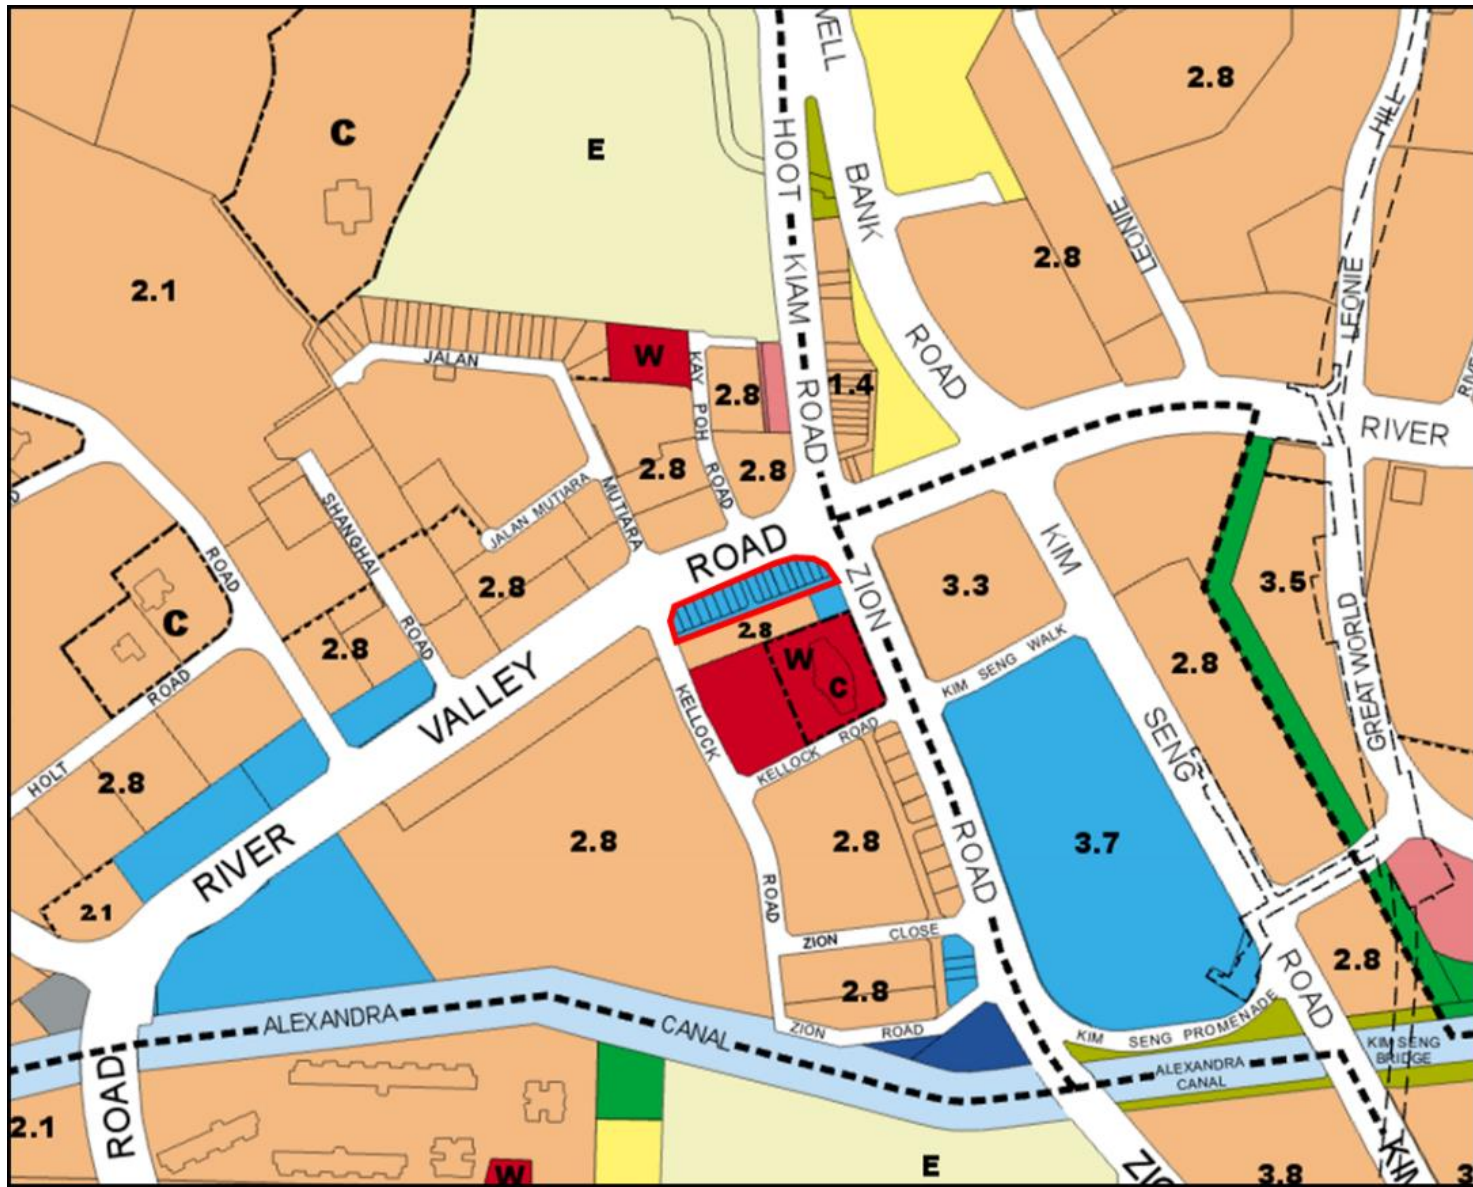 HOOT
KIAM
ROAD
BANK
ROAD
LEONIE
HILL
LEONIE
2.8
C
E
2.1
2.8
RIVER
W
JALAN
KAY
POH
ROAD
2.8
1.4
2.8
2.8
SHANGHAI
ROAD
JALAN MUTIARA
MUTIARA
2.8
ROAD
ZION
3.3
KIM
SENG
ROAD
3.5
GREAT WORLD
ROAD
C
2.8
2.8
W
C
KIM SENG WALK
2.8
HOLT
ROAD
2.8
VALLEY
KELLOCK
KELLOCK ROAD
RIVER
2.1
2.8
2.8
ROAD
3.7
ROAD
ZION CLOSE
2.8
2.8
ZION ROAD
KIM SENG PROMENADE
ALEXANDRA
CANAL
ALEXANDRA
CANAL
KIM SENG
BRIDGE
ROAD
2.1
W
E
3.8